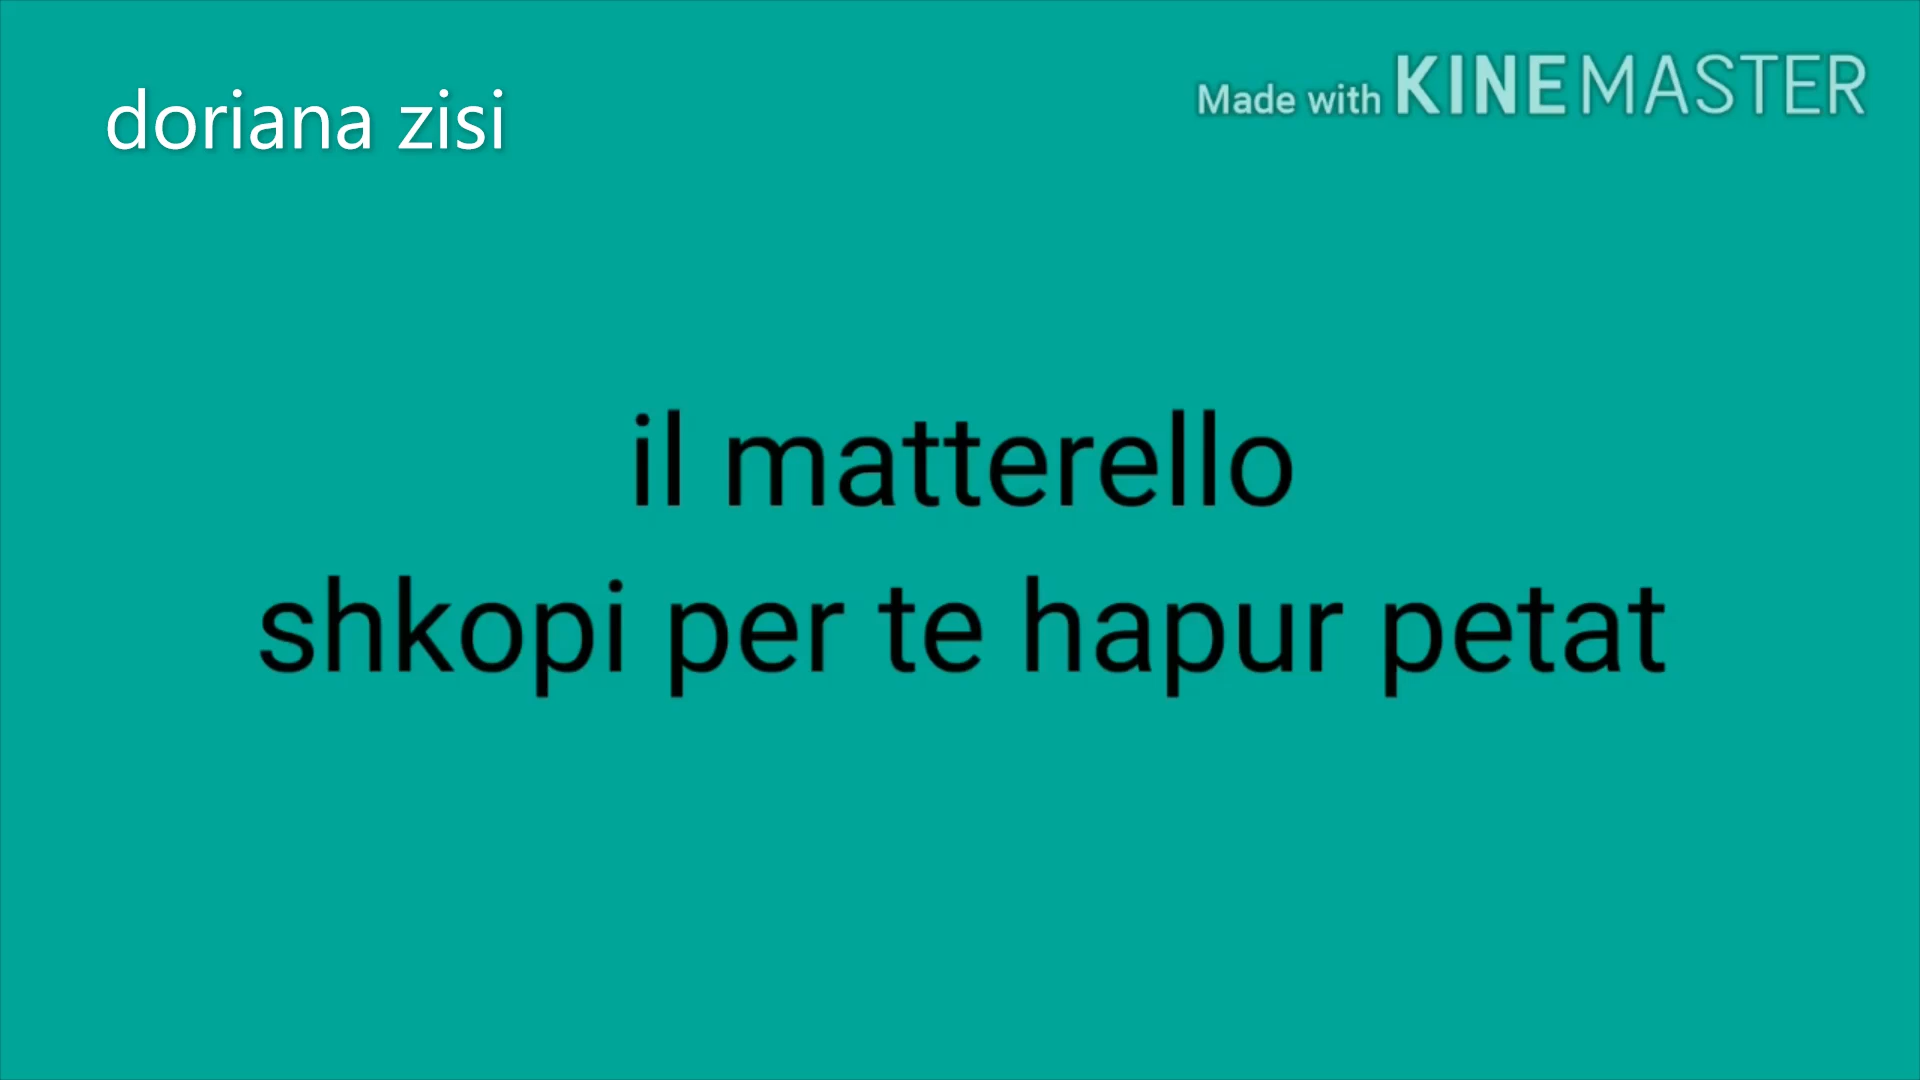 doriana zisi
Made with KINEMASTER
il matterello
shkopi per te hapur petat